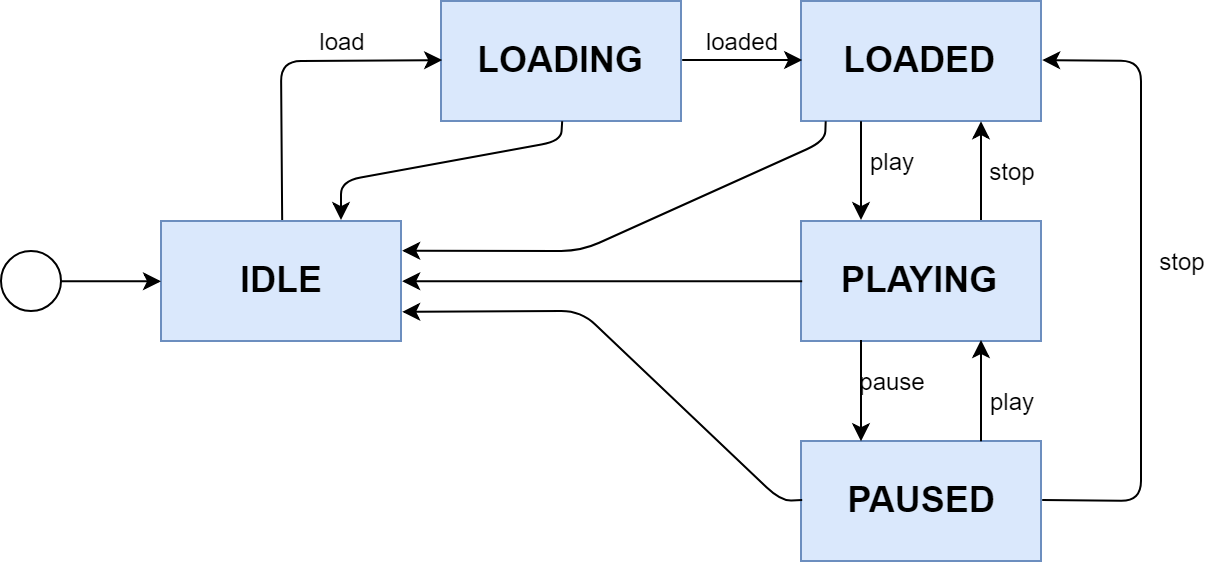 load
loaded
LOADING
LOADED
play
stop
stop
IDLE
PLAYING
pause
play
PAUSED